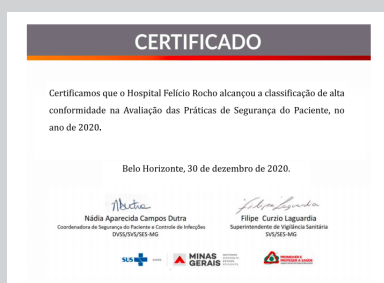 CERTIFICADO
Certificamos que o Hospital Felício Rocho alcançou a classificação de alta
conformidade na Avaliação das Práticas de Segurança do Paciente, no
ano de 2020.
Belo Horizonte, 30 de dezembro de 2020.
Nádia Aparecida Campos Dutra
Coordenadora de Segurança do Paciente e Controle de Infecções
DVSS/SVS/SES-MG
Filipe Curzio Laguardia
Superintendente de Vigilância Sanitária
SVS/SES-MG
SUS
MINAS
GERAIS
PROMOVER E
PROTEGER A SAÚDE